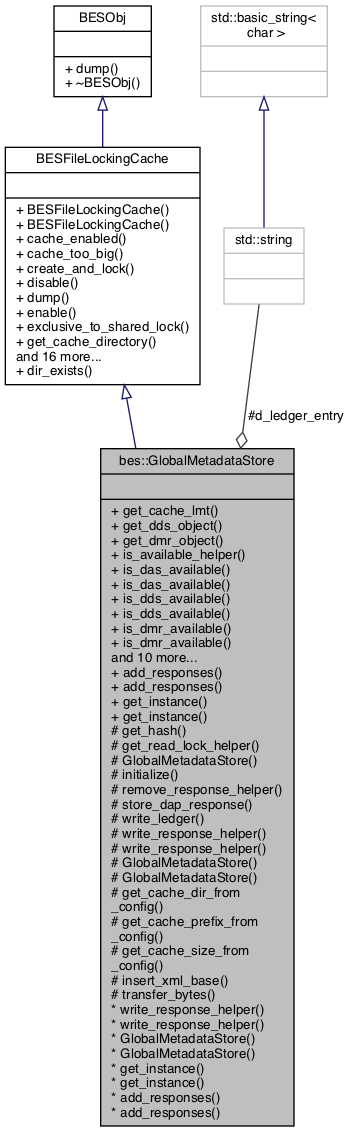 BESObj
+ dump()
+ ~BESObj()
std::basic_string<
char >
BESFileLockingCache
+ BESFileLockingCache()
+ BESFileLockingCache()
+ cache_enabled()
+ cache_too_big()
+ create_and_lock()
+ disable()
+ dump()
+ enable()
+ exclusive_to_shared_lock()
+ get_cache_directory()
and 16 more...
+ dir_exists()
std::string
#d_ledger_entry
bes::GlobalMetadataStore
+ get_cache_lmt()
+ get_dds_object()
+ get_dmr_object()
+ is_available_helper()
+ is_das_available()
+ is_das_available()
+ is_dds_available()
+ is_dds_available()
+ is_dmr_available()
+ is_dmr_available()
and 10 more...
+ add_responses()
+ add_responses()
+ get_instance()
+ get_instance()
# get_hash()
# get_read_lock_helper()
# GlobalMetadataStore()
# initialize()
# remove_response_helper()
# store_dap_response()
# write_ledger()
# write_response_helper()
# write_response_helper()
# GlobalMetadataStore()
# GlobalMetadataStore()
# get_cache_dir_from
_config()
# get_cache_prefix_from
_config()
# get_cache_size_from
_config()
# insert_xml_base()
# transfer_bytes()
* write_response_helper()
* write_response_helper()
* GlobalMetadataStore()
* GlobalMetadataStore()
* get_instance()
* get_instance()
* add_responses()
* add_responses()